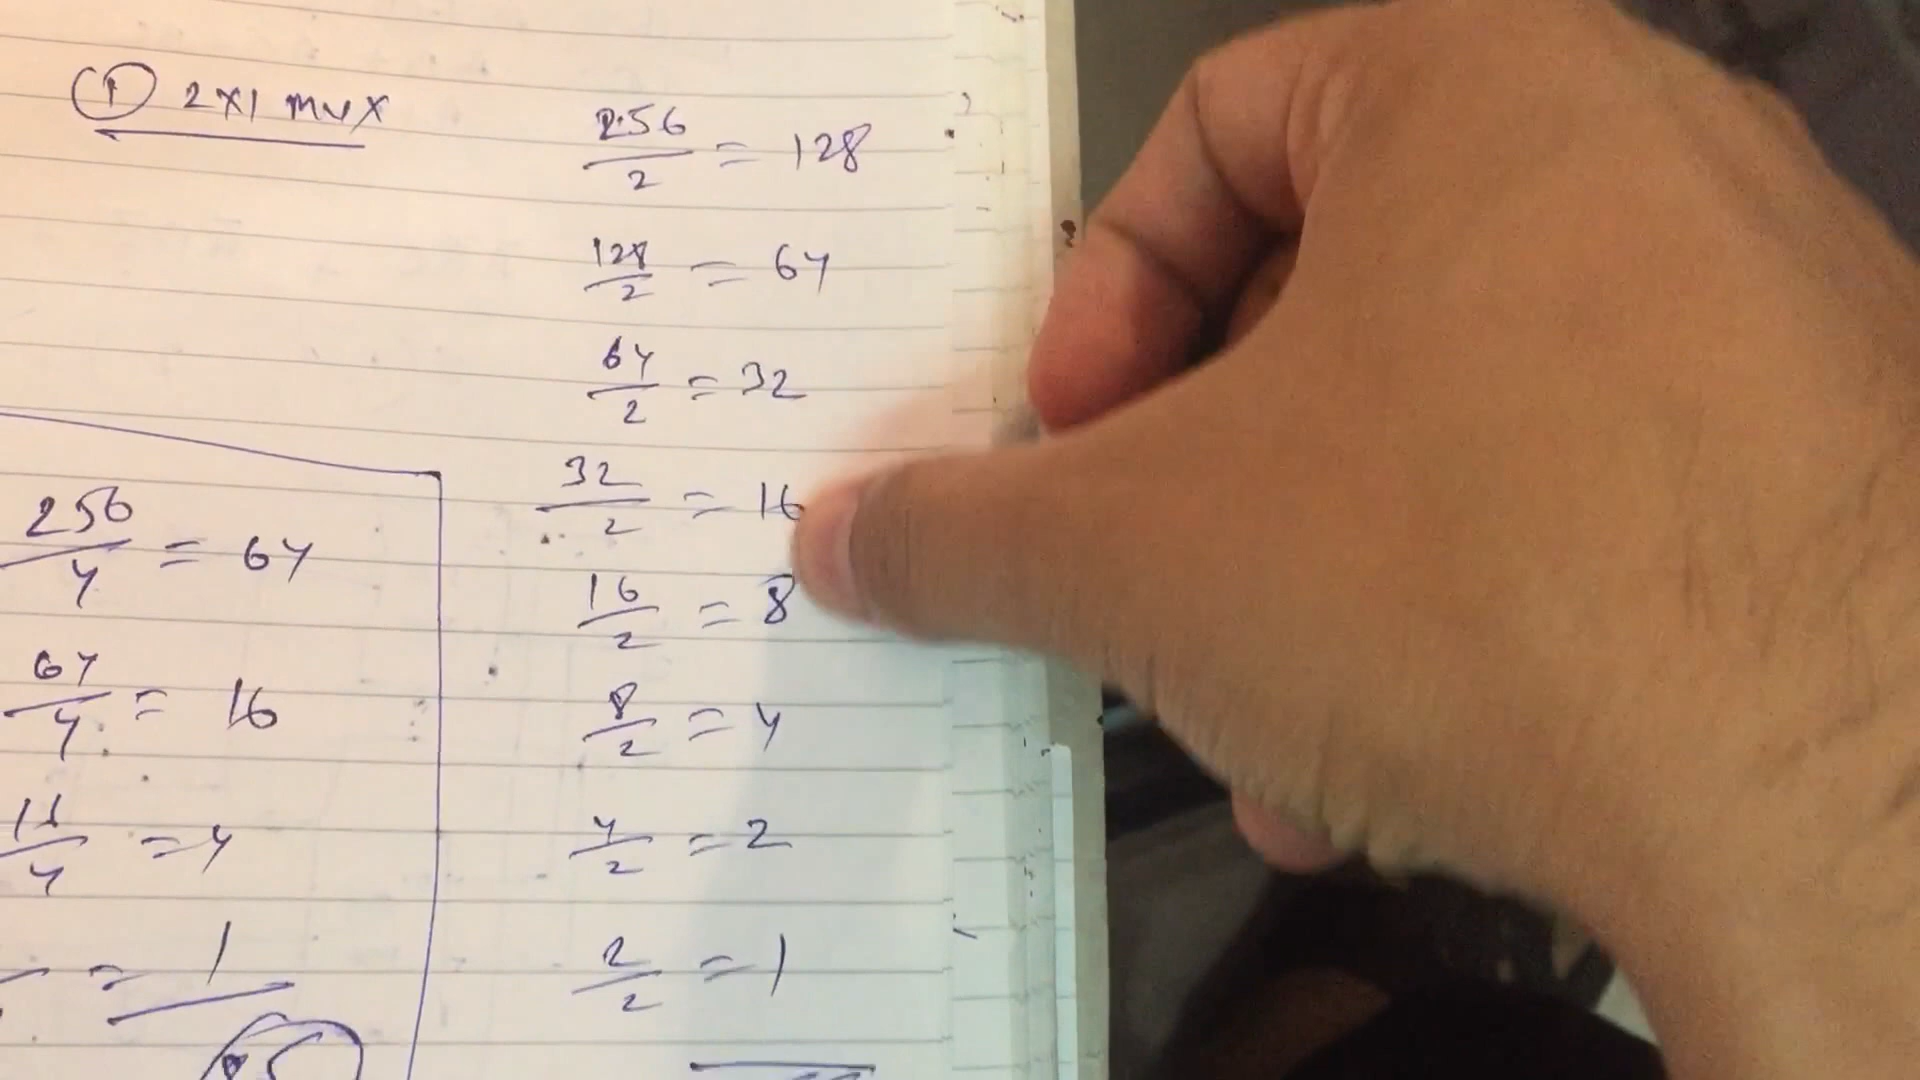 ① 2x1 mux
256/2 = 128
128/2 = 64
64/2 = 32
32/2 = 16
16/2 = 8
8/2 = 4
4/2 = 2
2/2 = 1
256/4 = 64
64/4 = 16
16/4 = 4
= 1
85